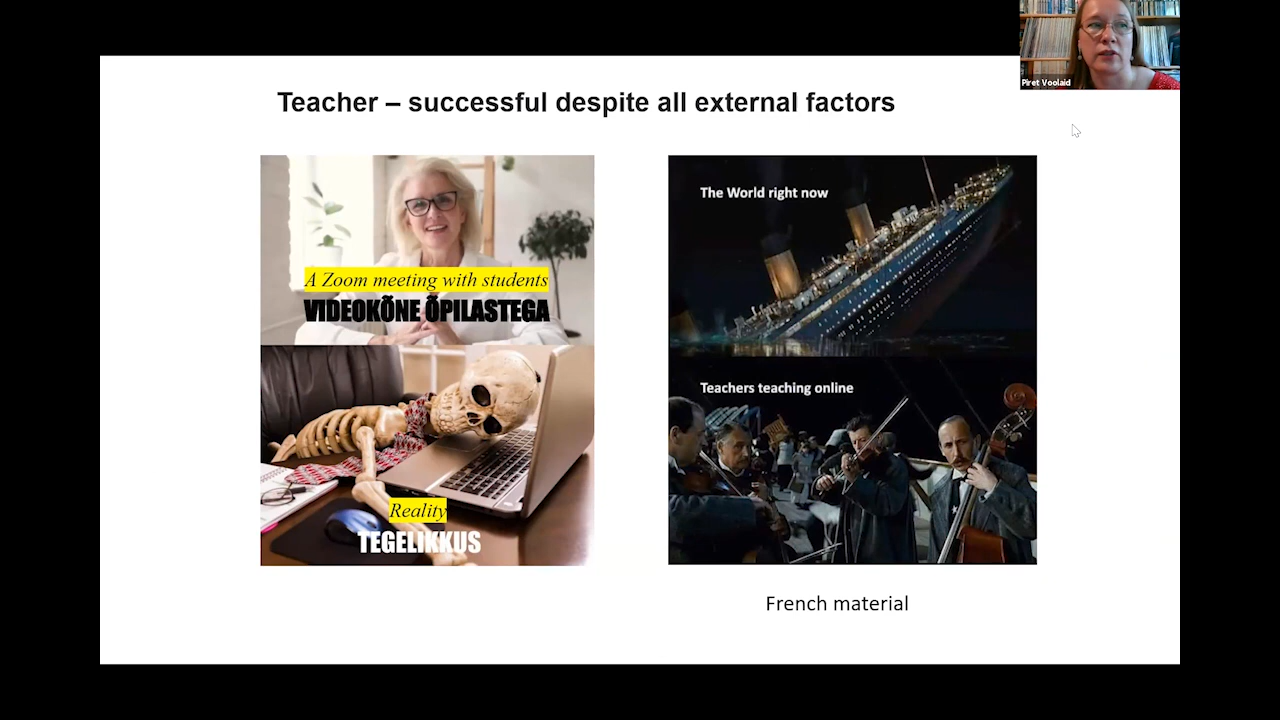 Piret Voolaid
Teacher – successful despite all external factors
A Zoom meeting with students
VIDEOKÕNE ÕPILASTEGA
Reality
TEGELIKKUS
The World right now
Teachers teaching online
French material